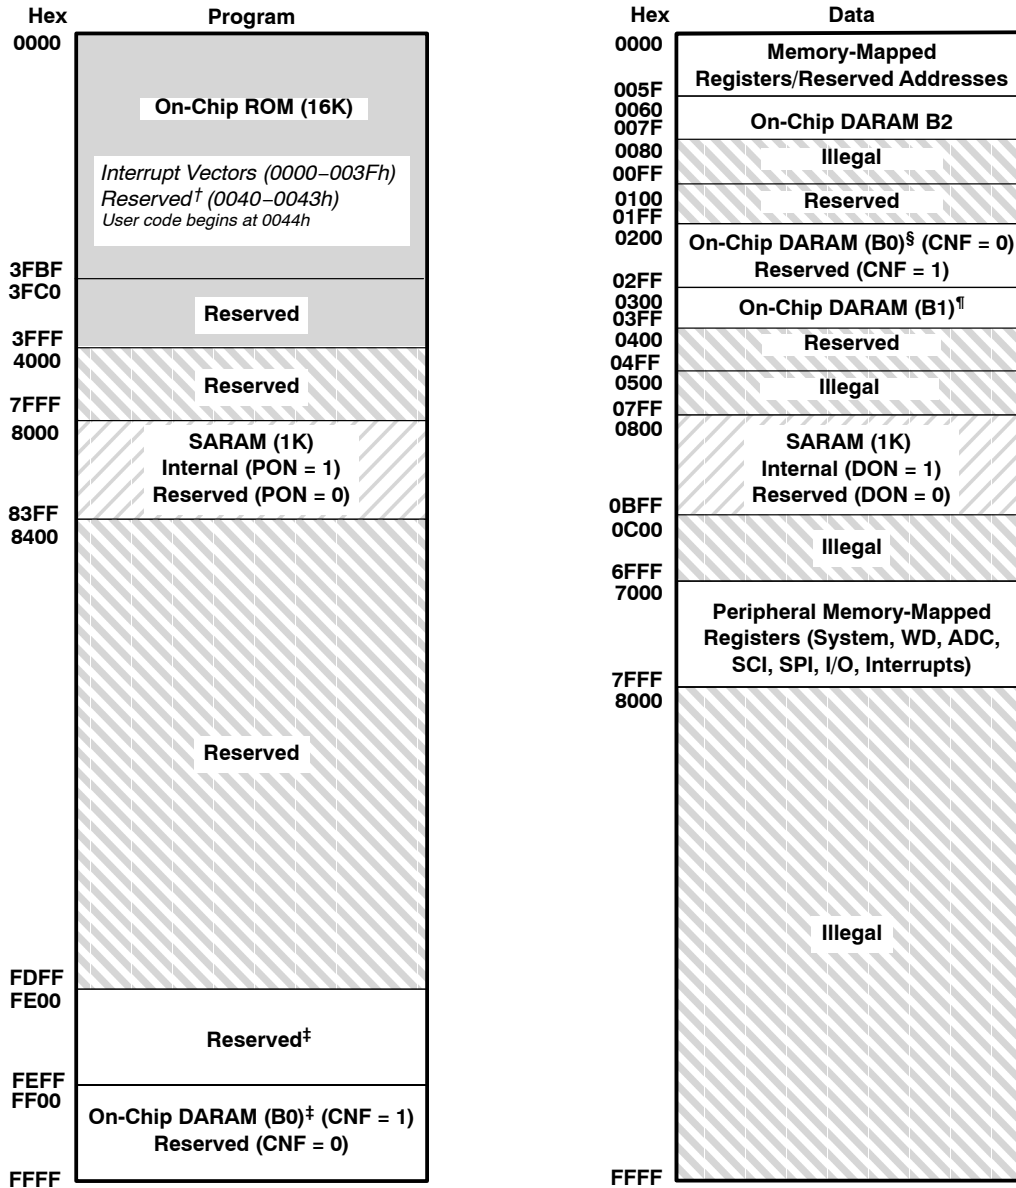 Hex
Program
0000
On-Chip ROM (16K)
Interrupt Vectors (0000−003Fh)
Reserved† (0040−0043h)
User code begins at 0044h
3FBF
3FC0
Reserved
3FFF
4000
Reserved
7FFF
8000
SARAM (1K)
Internal (PON = 1)
Reserved (PON = 0)
83FF
8400
Reserved
FDFF
FE00
Reserved‡
FEFF
FF00
On-Chip DARAM (B0)‡ (CNF = 1)
Reserved (CNF = 0)
FFFF
Hex
Data
0000
Memory-Mapped
Registers/Reserved Addresses
005F
0060
On-Chip DARAM B2
007F
0080
Illegal
00FF
0100
Reserved
01FF
0200
On-Chip DARAM (B0)§ (CNF = 0)
Reserved (CNF = 1)
02FF
0300
On-Chip DARAM (B1)¶
03FF
0400
Reserved
04FF
0500
Illegal
07FF
0800
SARAM (1K)
Internal (DON = 1)
Reserved (DON = 0)
0BFF
0C00
Illegal
6FFF
7000
Peripheral Memory-Mapped
Registers (System, WD, ADC,
SCI, SPI, I/O, Interrupts)
7FFF
8000
Illegal
FFFF